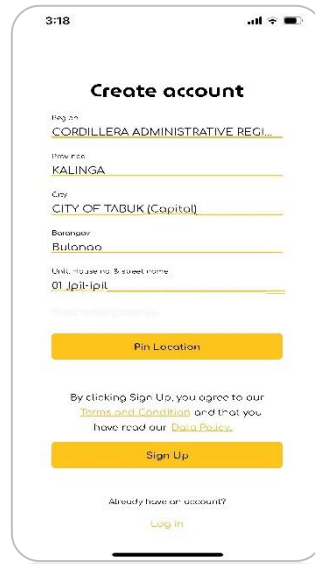 3:18
Create account
Region
CORDILLERA ADMINISTRATIVE REGI...
Province
KALINGA
City
CITY OF TABUK (Capital)
Barangay
Bulanao
Unit, House no. & street name
01 Ipil-ipil
Pin Location
By clicking Sign Up, you agree to our
Terms and Condition and that you
have read our Data Policy.
Sign Up
Already have an account?
Log in